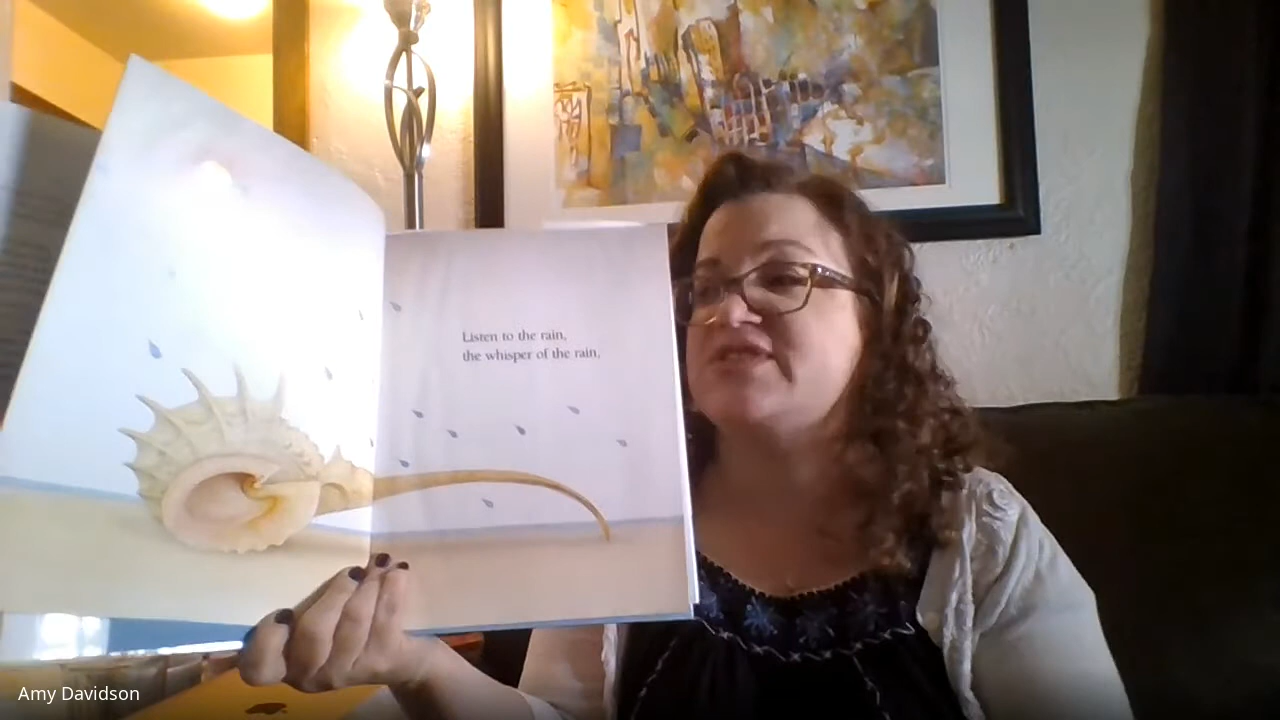 Listen to the rain,
the whisper of the rain,
Amy Davidson